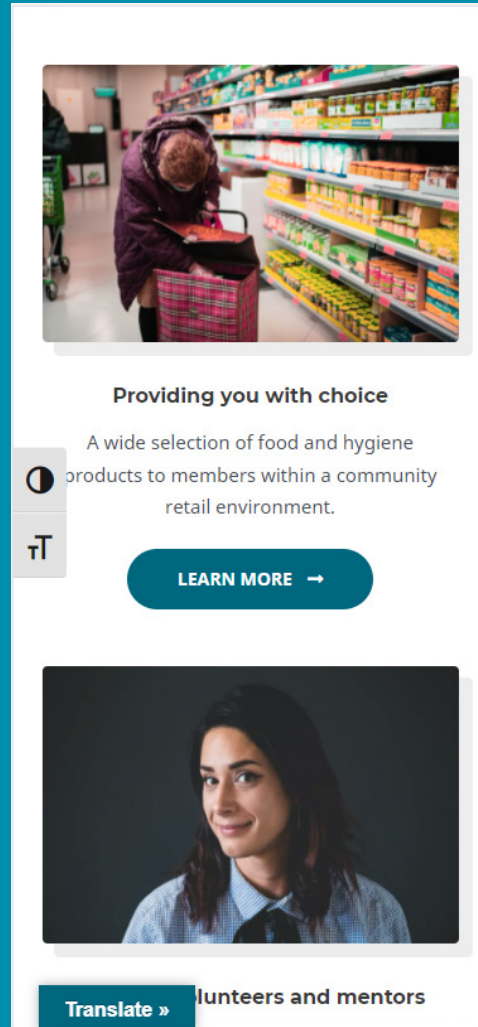 Providing you with choice
A wide selection of food and hygiene
products to members within a community
retail environment.
LEARN MORE →
TT
and mentors
Translate »